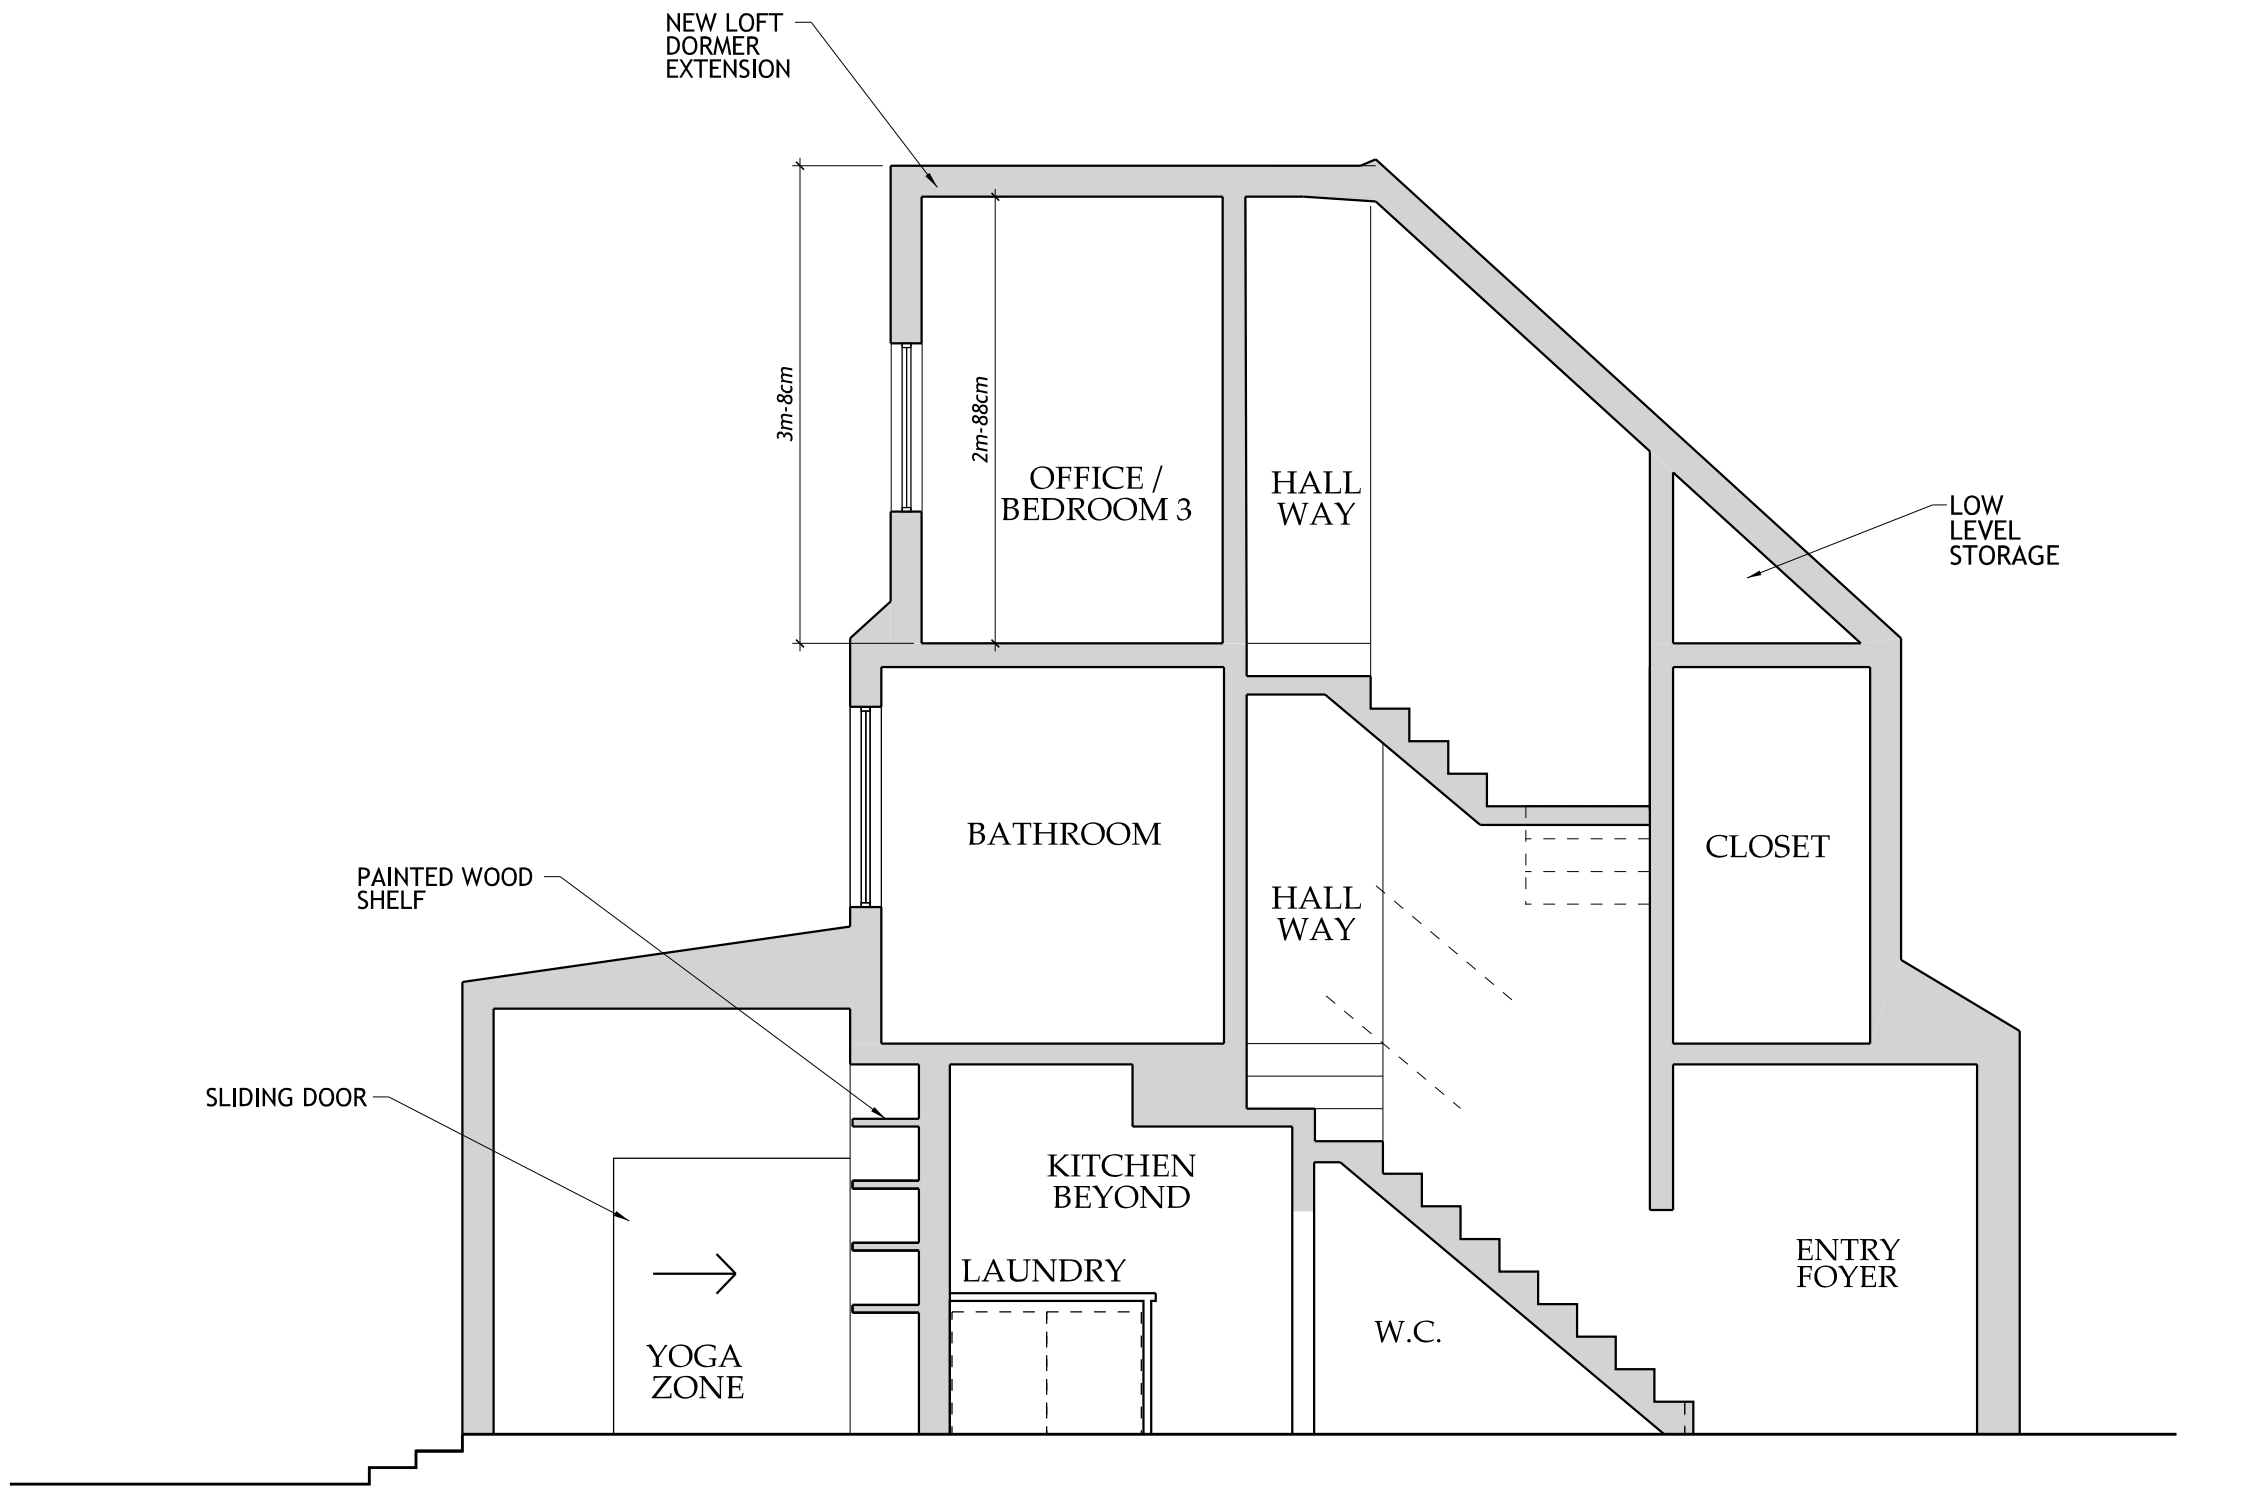 NEW LOFT
DORMER
EXTENSION
3m-8cm
2m-88cm
OFFICE /
BEDROOM 3
HALL
WAY
LOW
LEVEL
STORAGE
BATHROOM
CLOSET
PAINTED WOOD
SHELF
HALL
WAY
SLIDING DOOR
KITCHEN
BEYOND
LAUNDRY
ENTRY
FOYER
W.C.
YOGA
ZONE